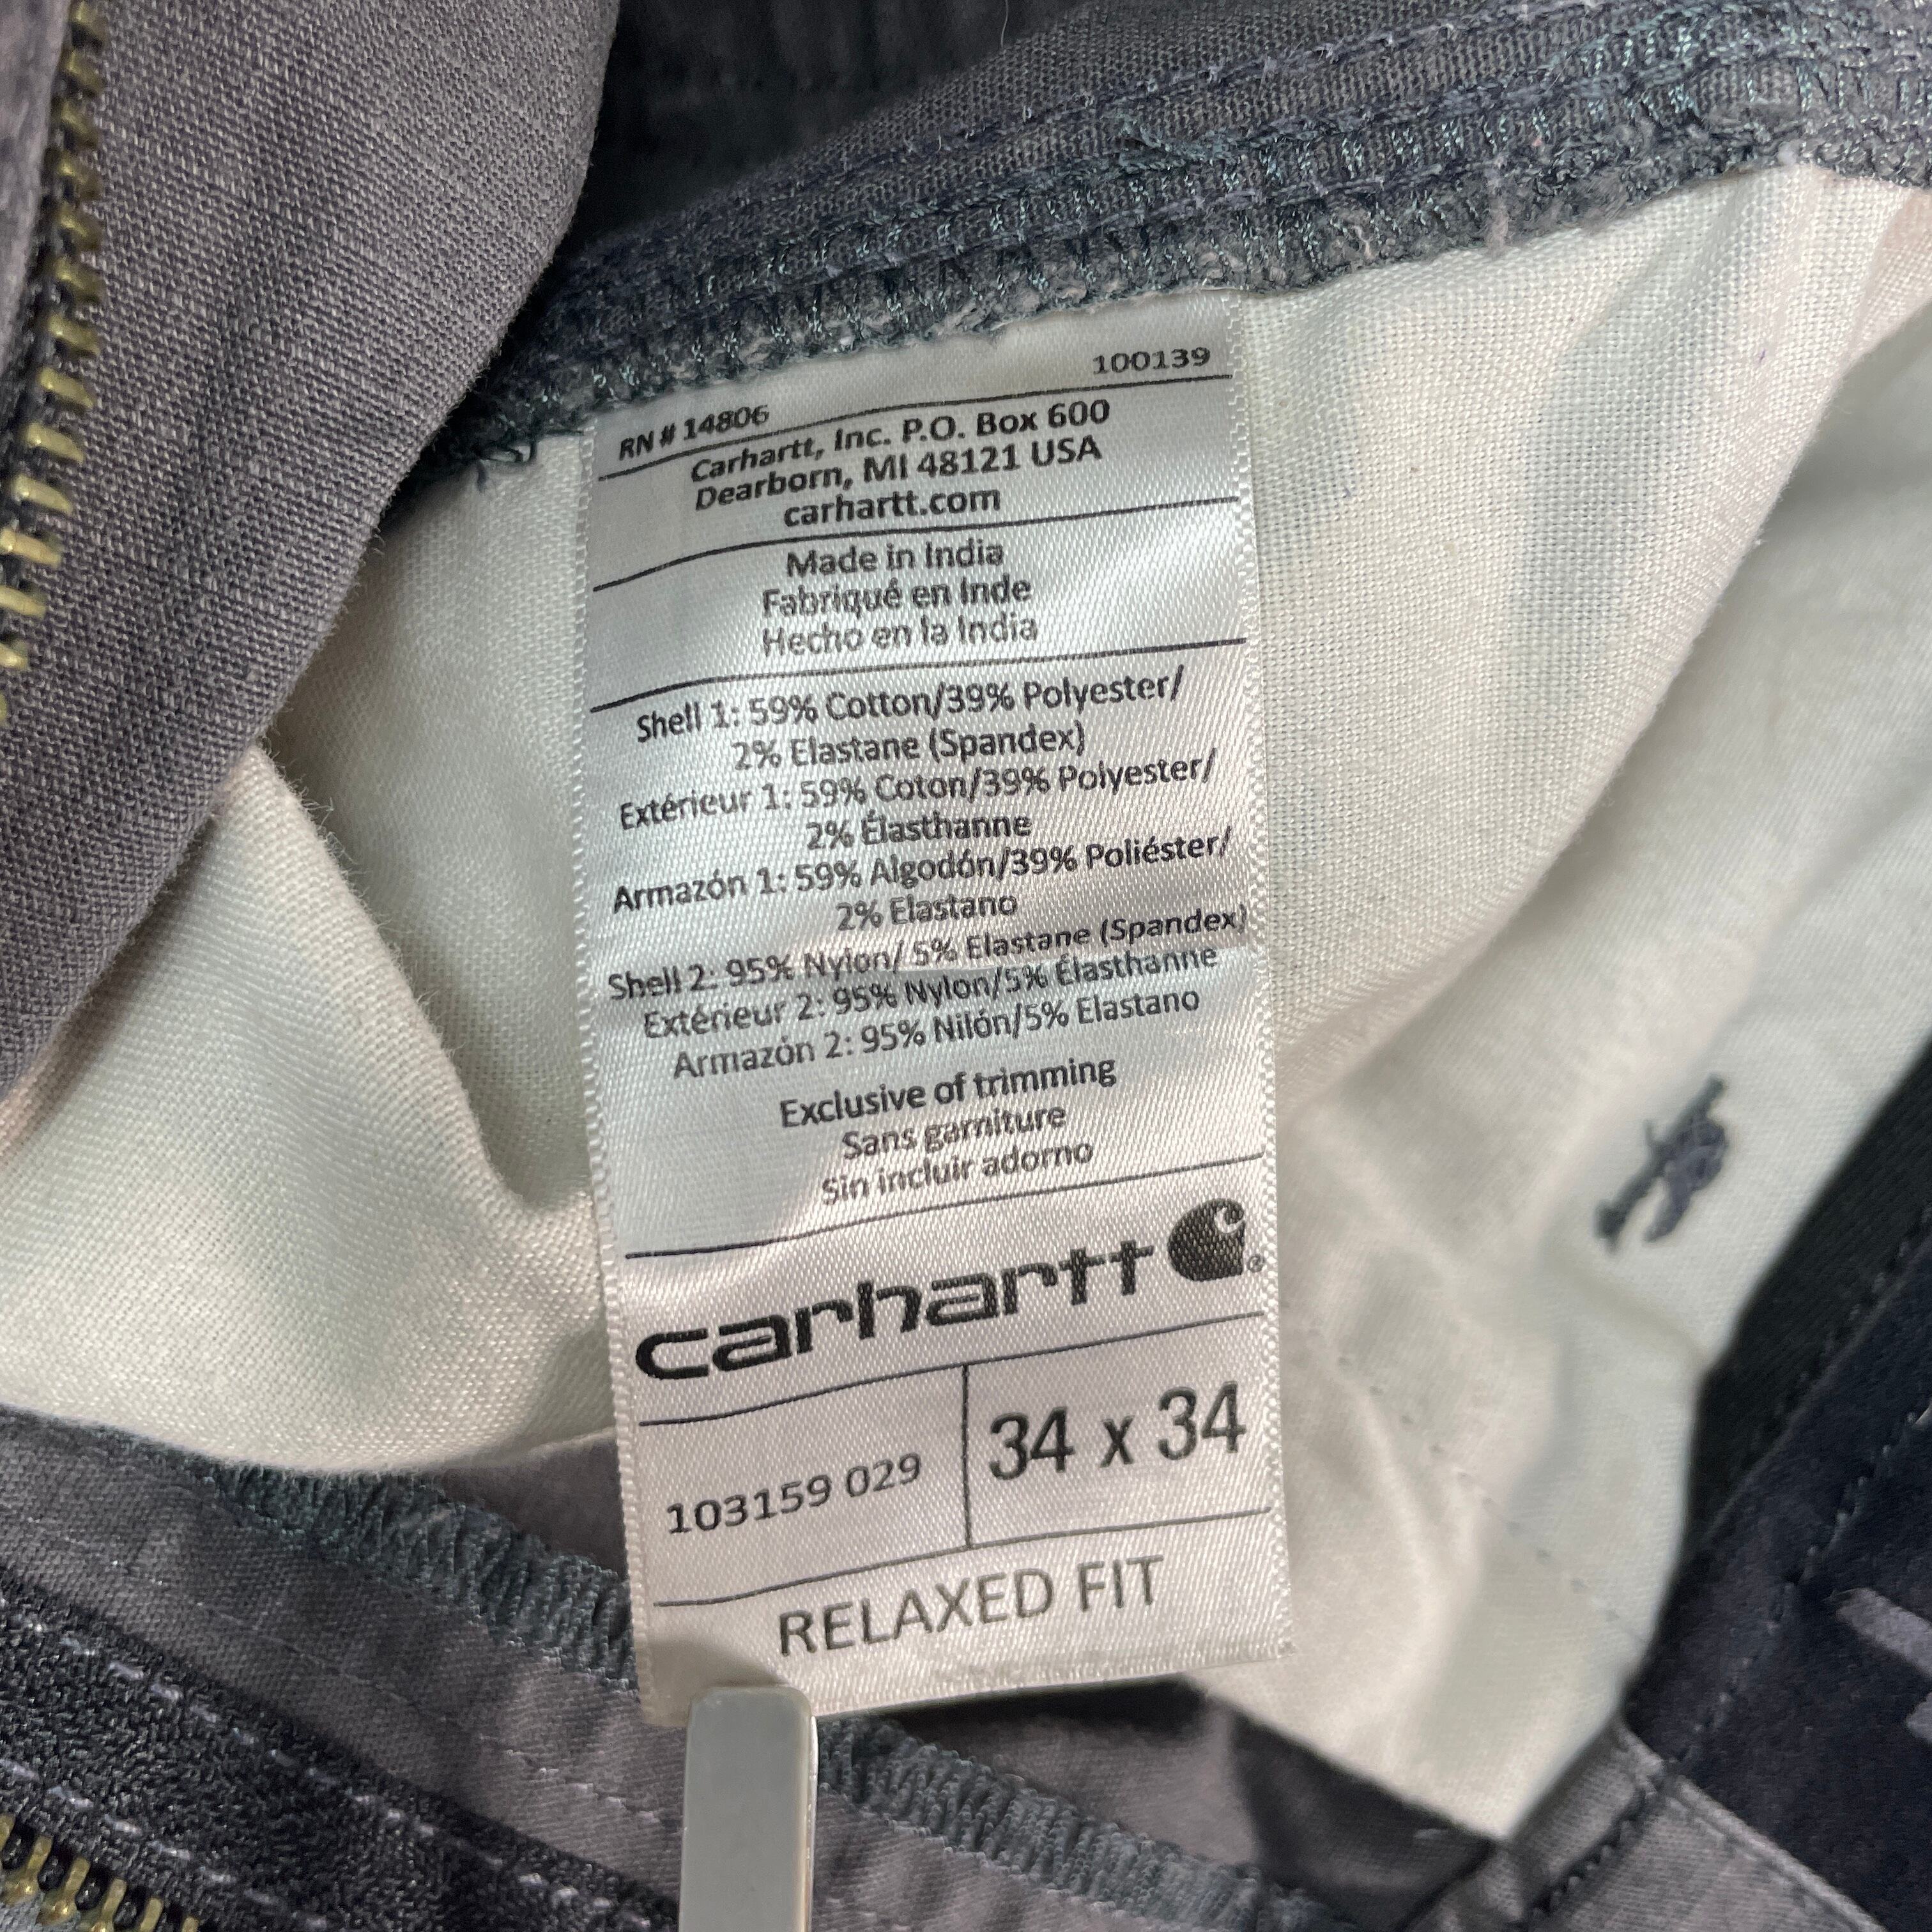 RN # 14806 100139
Carhartt, Inc. P.O. Box 600
Dearborn, MI 48121 USA
carhartt.com
Made in India
Fabriqué en Inde
Hecho en la India
Shell 1: 59% Cotton/39% Polyester/
2% Elastane (Spandex)
Extérieur 1: 59% Coton/39% Polyester/
2% Élasthanne
Armazón 1: 59% Algodón/39% Poliéster/
2% Elastano
Shell 2: 95% Nylon/ 5% Elastane (Spandex)
Extérieur 2: 95% Nylon/5% Élasthanne
Armazón 2: 95% Nilón/5% Elastano
Exclusive of trimming
Sans garniture
Sin incluir adorno
carhartt
103159 029 34 x 34
RELAXED FIT